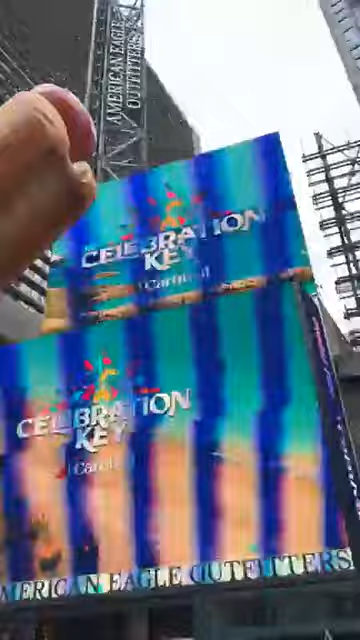 AMERICAN EAGLE
OUTFITTERS
CELEBRATION
KEY
Carnival
CELEBRATION
KEY
Carnival
AMERICAN EAGLE OUTFITTERS